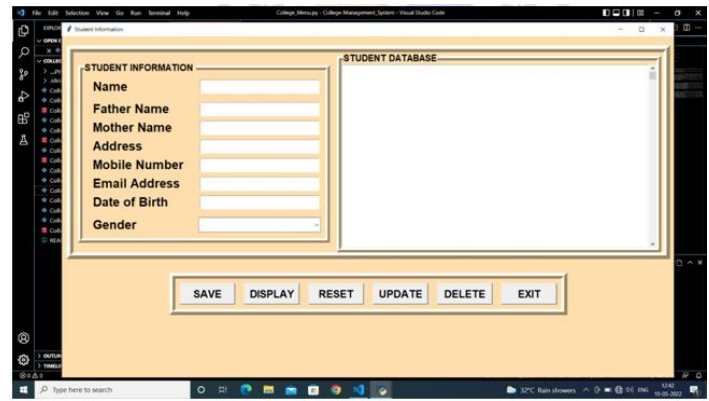 File Edit Selection View Go Run Terminal Help
College_Menu.py - College-Management_System - Visual Studio Code
Student Information
STUDENT INFORMATION
Name
Father Name
Mother Name
Address
Mobile Number
Email Address
Date of Birth
Gender
STUDENT DATABASE
SAVE DISPLAY RESET UPDATE DELETE EXIT
Type here to search
32°C Rain showers
ENG
12:42
10-05-2022